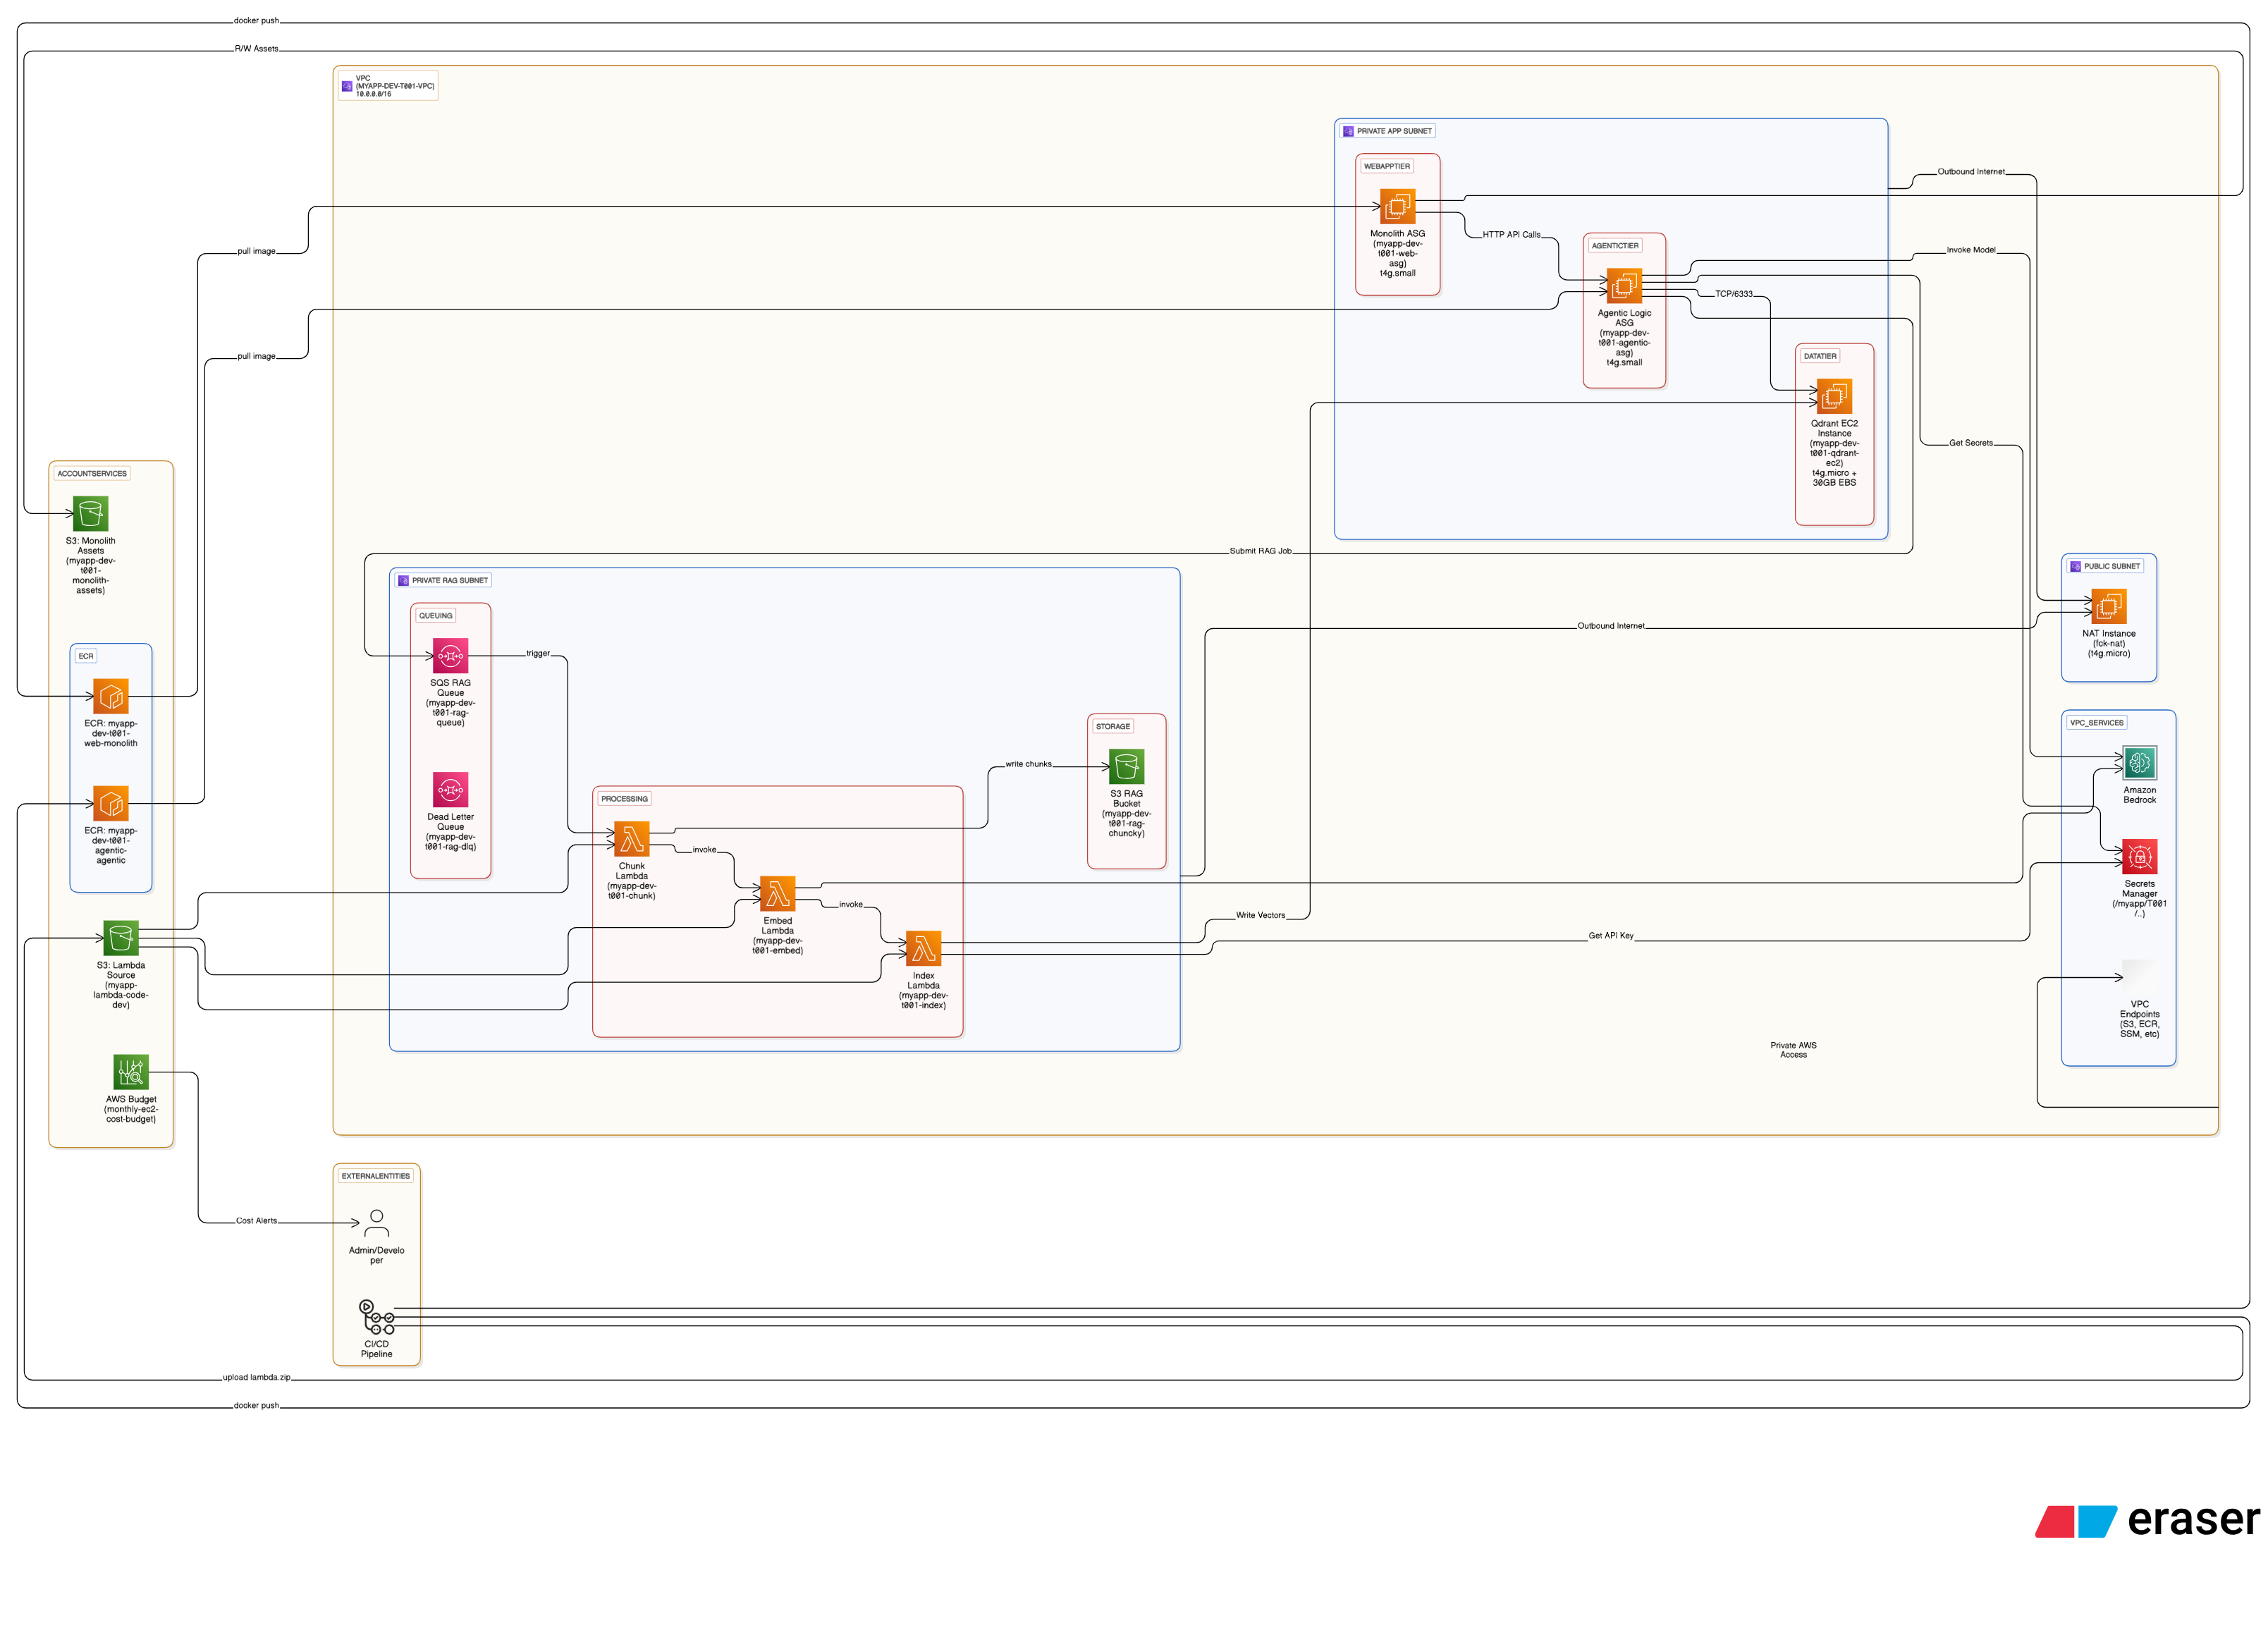 docker push
R/W Assets
VPC
(MYAPP-DEV-T001-VPC)
10.0.0.0/16
PRIVATE APP SUBNET
WEBAPPTIER
Monolith ASG
(myapp-dev-
t001-web-
asg)
t4g.small
Outbound Internet
HTTP API Calls
AGENTICTIER
Agentic Logic
ASG
(myapp-dev-
t001-agentic-
asg)
t4g.small
Invoke Model
TCP/6333
DATATIER
Qdrant EC2
Instance
(myapp-dev-
t001-qdrant-
ec2)
t4g.micro +
30GB EBS
Get Secrets
pull image
pull image
ACCOUNTSERVICES
S3: Monolith
Assets
(myapp-dev-
t001-
monolith-
assets)
ECR
ECR: myapp-
dev-t001-
web-monolith
ECR: myapp-
dev-t001-
agentic-
agentic
S3: Lambda
Source
(myapp-
lambda-code-
dev)
AWS Budget
(monthly-ec2-
cost-budget)
Submit RAG Job
PRIVATE RAG SUBNET
QUEUING
SQS RAG
Queue
(myapp-dev-
t001-rag-
queue)
trigger
Dead Letter
Queue
(myapp-dev-
t001-rag-dlq)
PROCESSING
Chunk
Lambda
(myapp-dev-
t001-chunk)
invoke
Embed
Lambda
(myapp-dev-
t001-embed)
invoke
Index
Lambda
(myapp-dev-
t001-index)
write chunks
STORAGE
S3 RAG
Bucket
(myapp-dev-
t001-rag-
chuncky)
Outbound Internet
Write Vectors
Get API Key
PUBLIC SUBNET
NAT Instance
(fck-nat)
(t4g.micro)
VPC_SERVICES
Amazon
Bedrock
Secrets
Manager
(/myapp/T001
/..)
VPC
Endpoints
(S3, ECR,
SSM, etc)
Private AWS
Access
EXTERNALENTITIES
Cost Alerts
Admin/Develo
per
CI/CD
Pipeline
upload lambda.zip
docker push
eraser